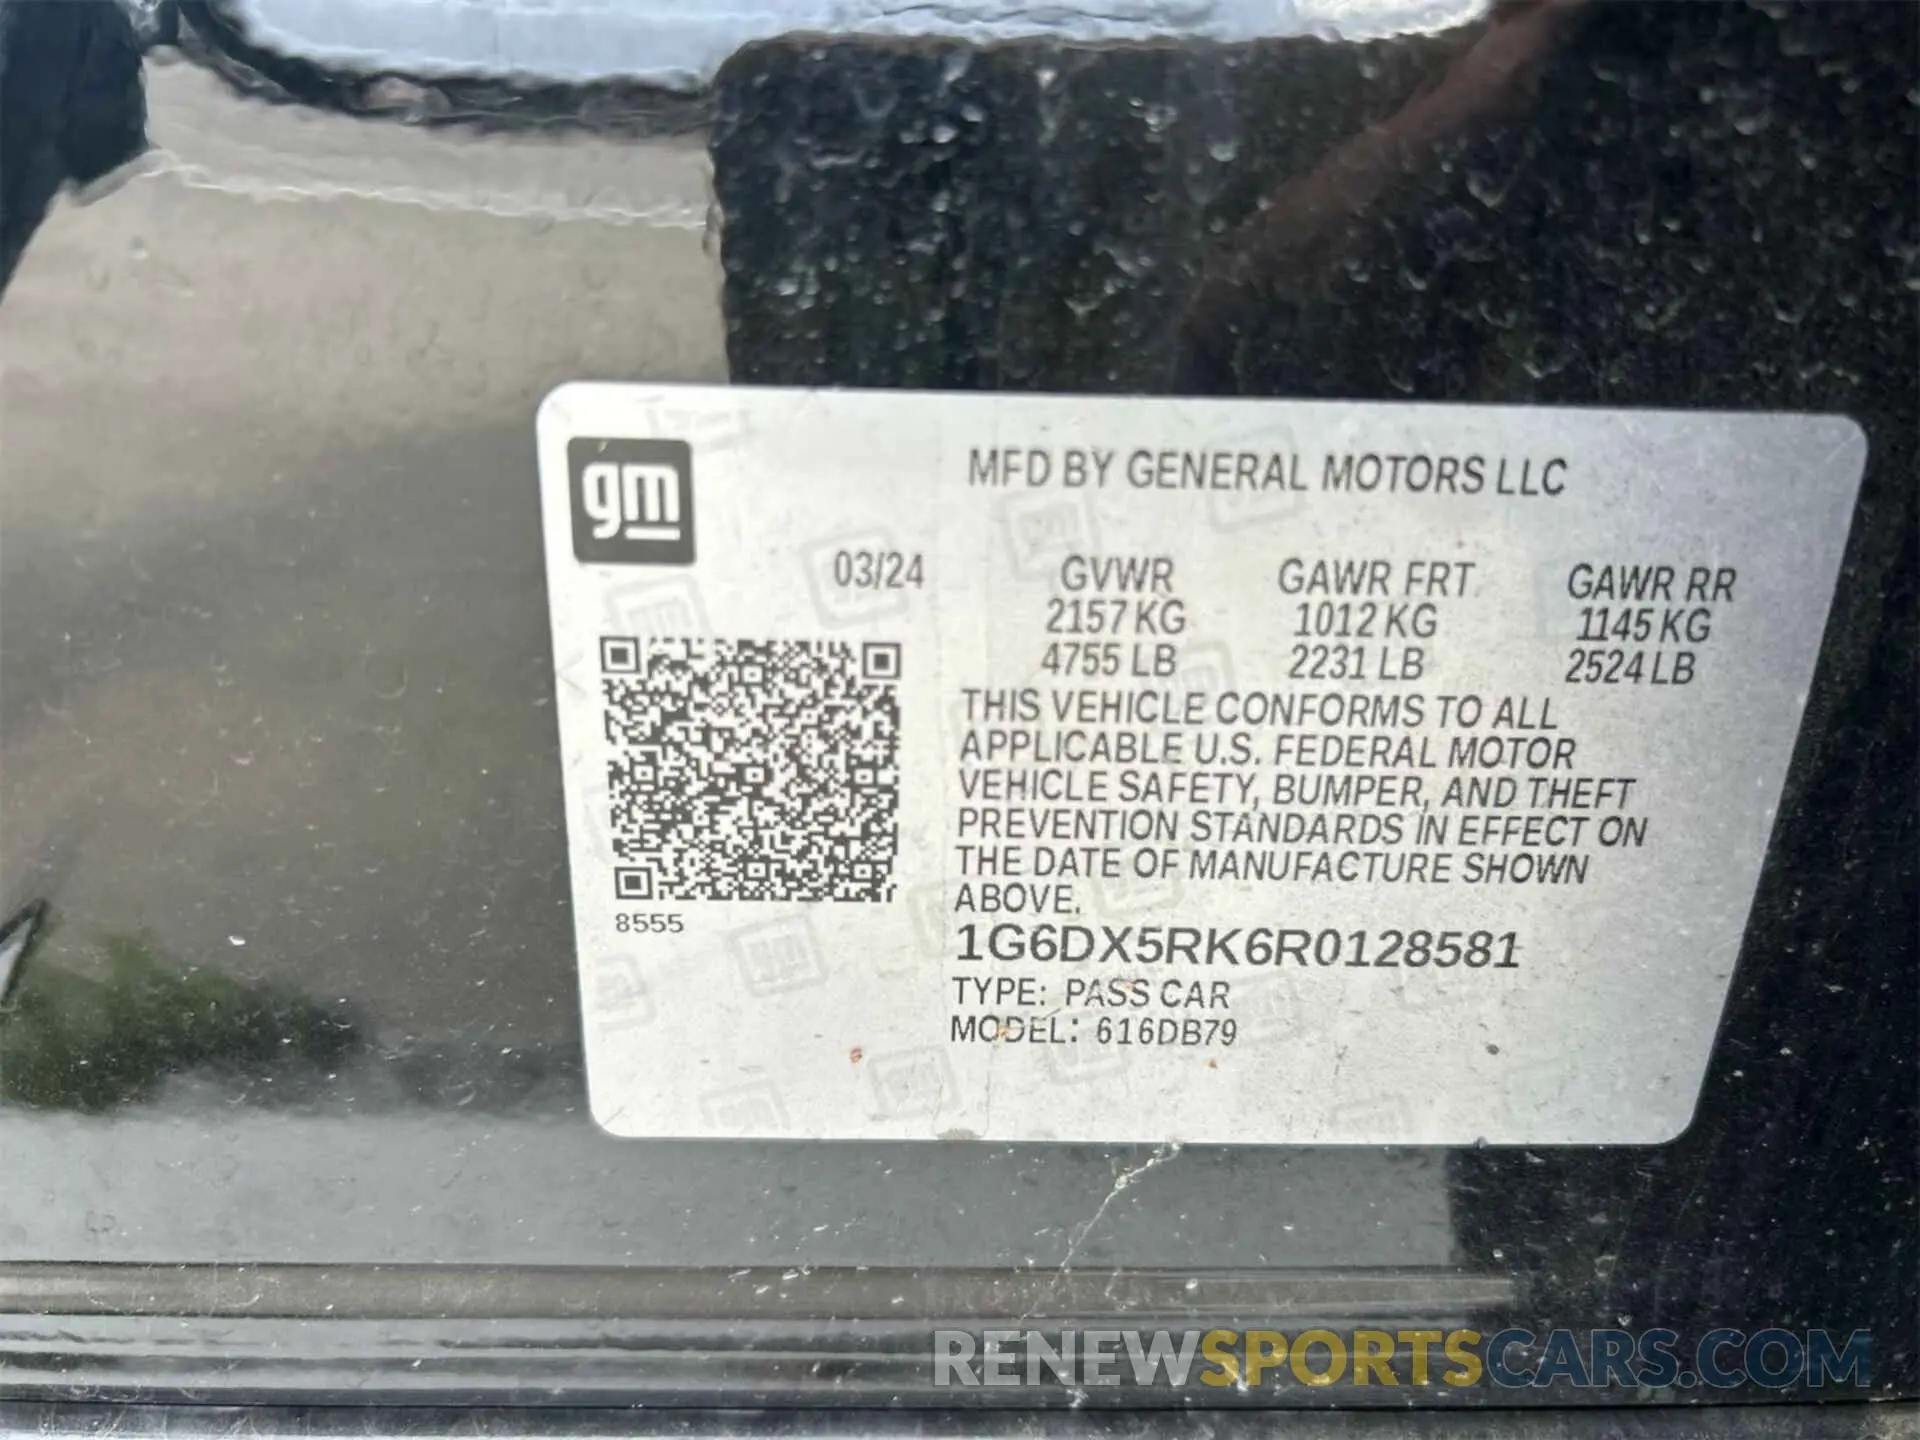 gm
MFD BY GENERAL MOTORS LLC
03/24 GVWR GAWR FRT GAWR RR
2157 KG 1012 KG 1145 KG
4755 LB 2231 LB 2524 LB
THIS VEHICLE CONFORMS TO ALL
APPLICABLE U.S. FEDERAL MOTOR
VEHICLE SAFETY, BUMPER, AND THEFT
PREVENTION STANDARDS IN EFFECT ON
THE DATE OF MANUFACTURE SHOWN
ABOVE.
8555
1G6DX5RK6R0128581
TYPE: PASS CAR
MODEL: 616DB79
RENEWSPORTSCARS.COM